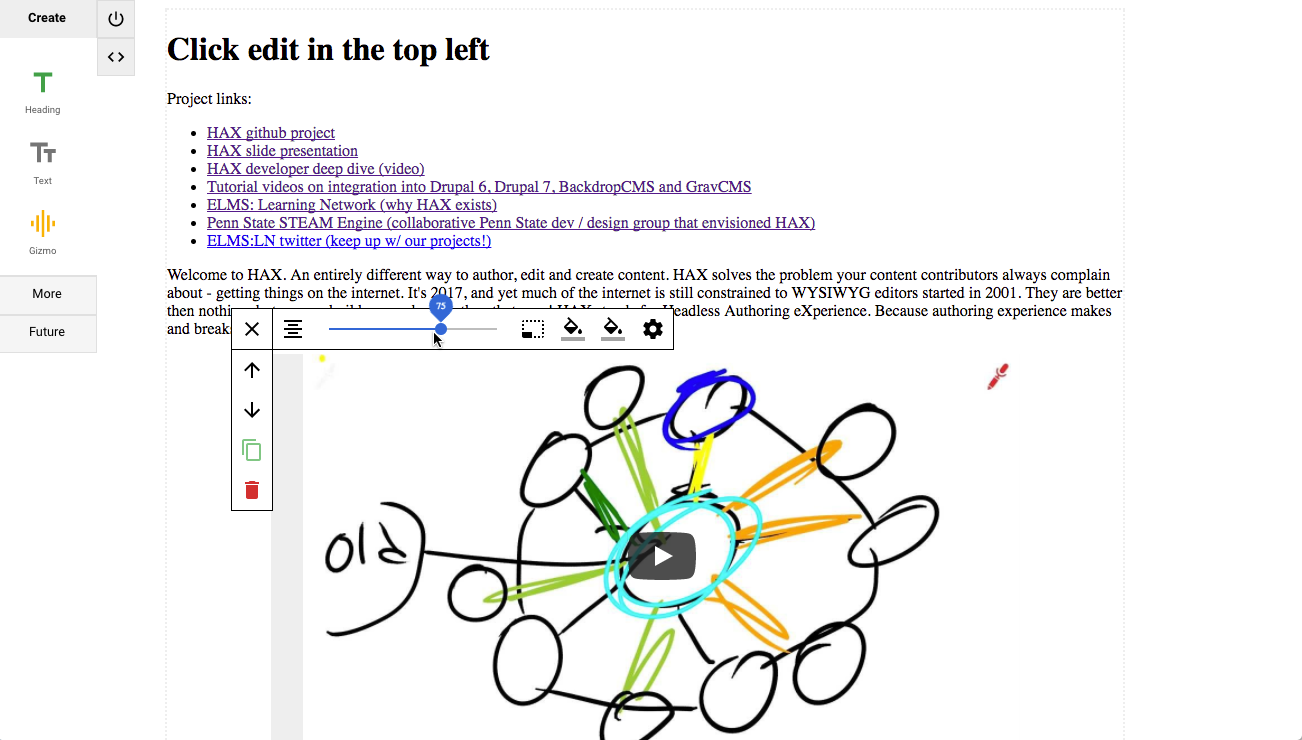 Create
Heading
Text
Gizmo
More
Future
Click edit in the top left
Project links:
HAX github project
HAX slide presentation
HAX developer deep dive (video)
Tutorial videos on integration into Drupal 6, Drupal 7, BackdropCMS and GravCMS
ELMS: Learning Network (why HAX exists)
Penn State STEAM Engine (collaborative Penn State dev / design group that envisioned HAX)
ELMS:LN twitter (keep up w/ our projects!)
Welcome to HAX. An entirely different way to author, edit and create content. HAX solves the problem your content contributors always complain
about - getting things on the internet. It's 2017, and yet much of the internet is still constrained to WYSIWYG editors started in 2001. They are better
then Headless Authoring eXperience. Because authoring experience makes
and break
75
old